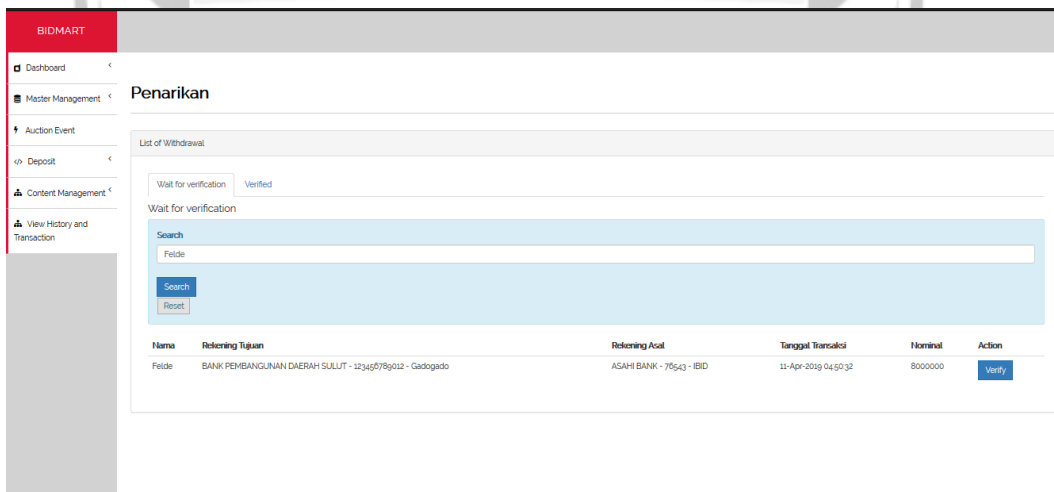 BIDMART
Dashboard
Master Management
Auction Event
Deposit
Content Management
View History and
Transaction
Penarikan
List of Withdrawal
Wait for verification Verified
Wait for verification
Search
Felde
Search
Reset
Nama Rekening Tujuan Rekening Asal Tanggal Transaksi Nominal Action
Felde BANK PEMBANGUNAN DAERAH SULUT - 123456789012 - Gadogado ASAHI BANK - 76543 - IBID 11-Apr-2019 04:50:32 8000000 Verify